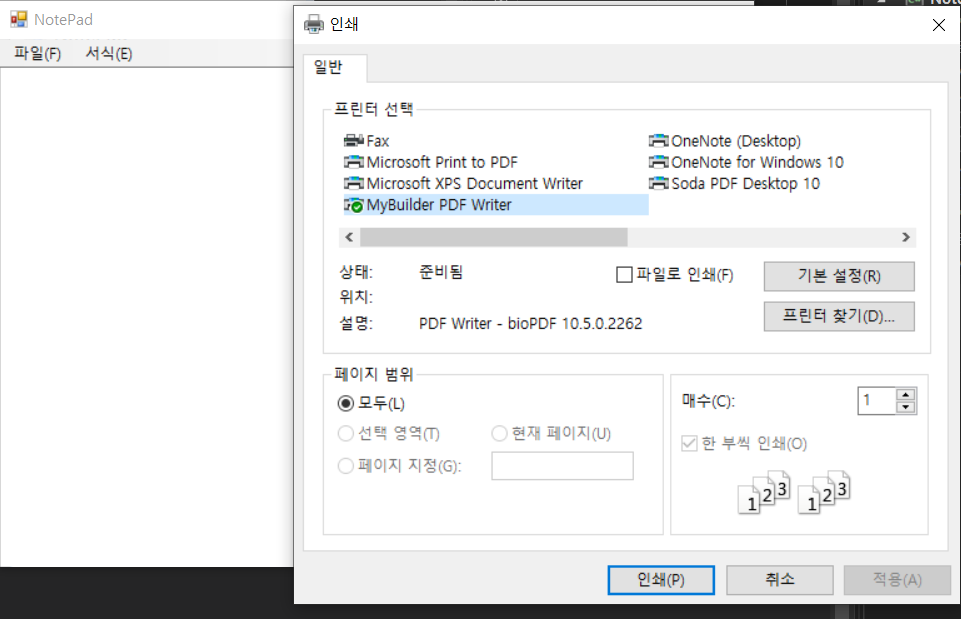 NotePad
파일(F) 서식(E)
인쇄
일반
프린터 선택
Fax
Microsoft Print to PDF
Microsoft XPS Document Writer
MyBuilder PDF Writer
OneNote (Desktop)
OneNote for Windows 10
Soda PDF Desktop 10
상태: 준비됨
위치:
설명: PDF Writer - bioPDF 10.5.0.2262
파일로 인쇄(F)
기본 설정(R)
프린터 찾기(D)...
페이지 범위
모두(L)
선택 영역(T) 현재 페이지(U)
페이지 지정(G):
매수(C): 1
한 부씩 인쇄(O)
1 2 3 1 2 3
인쇄(P) 취소 적용(A)